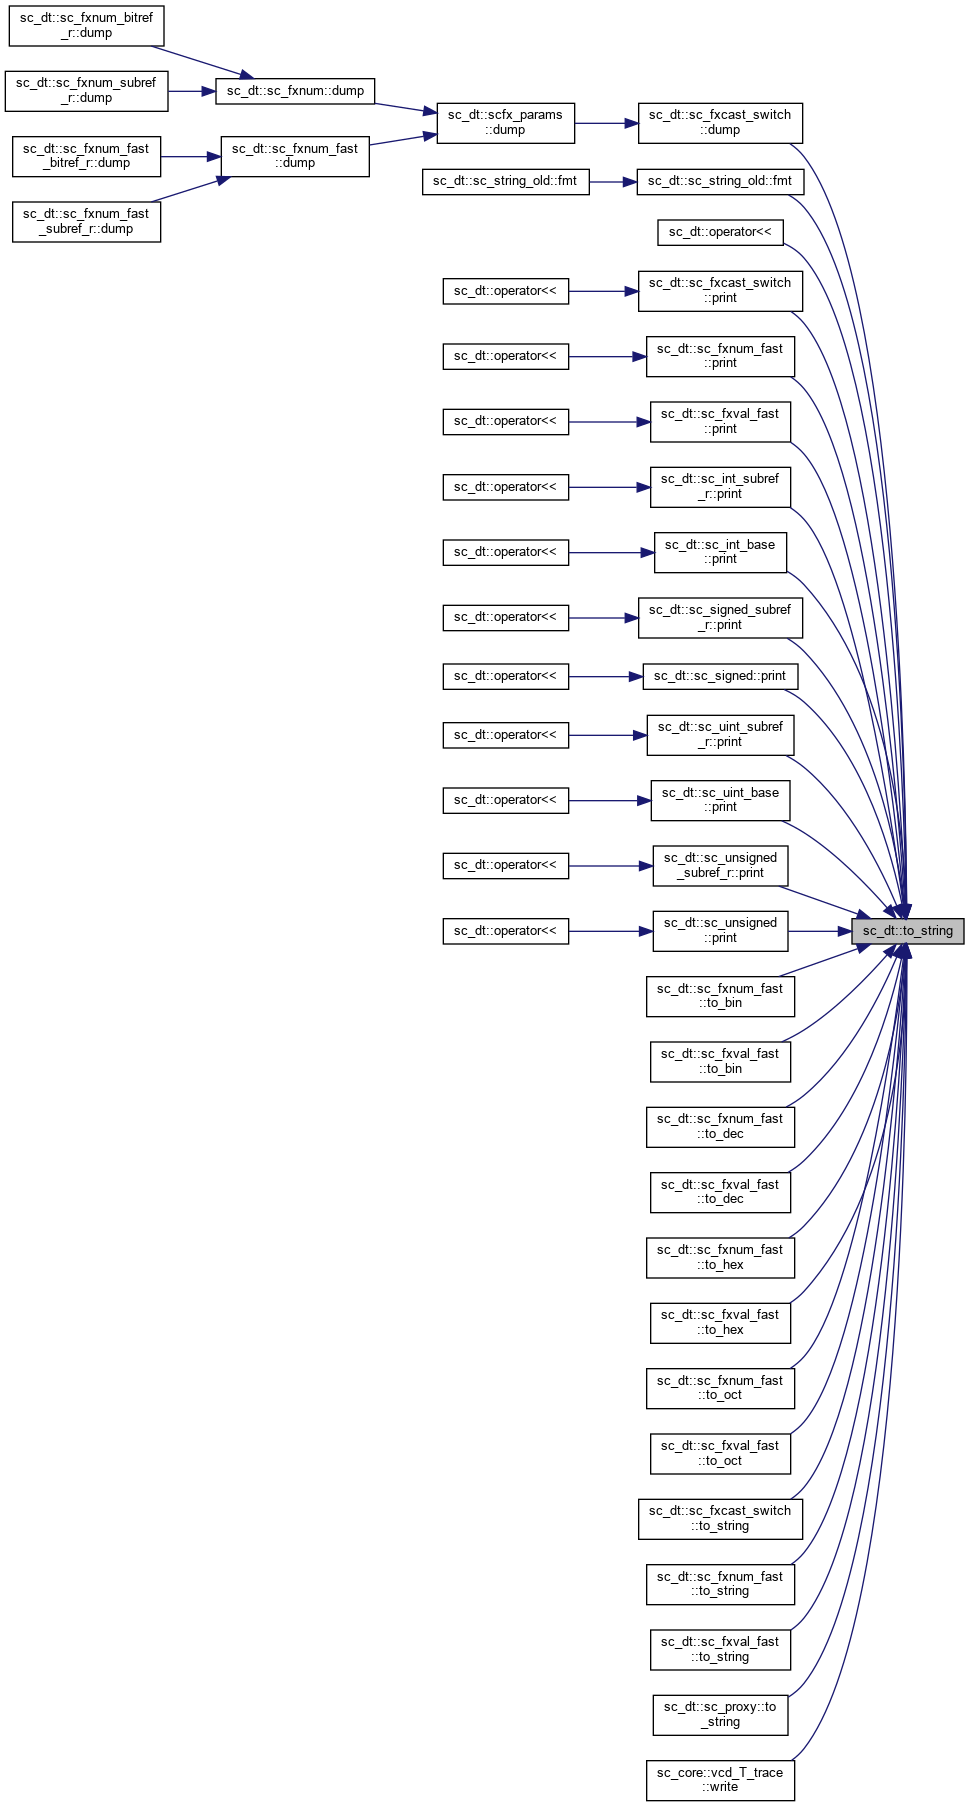 sc_dt::sc_fxnum_bitref
_r::dump
sc_dt::sc_fxnum_subref
_r::dump
sc_dt::sc_fxnum::dump
sc_dt::sc_fxnum_fast
_bitref_r::dump
sc_dt::sc_fxnum_fast
::dump
sc_dt::sc_fxnum_fast
_subref_r::dump
sc_dt::scfx_params
::dump
sc_dt::sc_fxcast_switch
::dump
sc_dt::sc_string_old::fmt
sc_dt::sc_string_old::fmt
sc_dt::operator<<
sc_dt::operator<<
sc_dt::sc_fxcast_switch
::print
sc_dt::operator<<
sc_dt::sc_fxnum_fast
::print
sc_dt::operator<<
sc_dt::sc_fxval_fast
::print
sc_dt::operator<<
sc_dt::sc_int_subref
_r::print
sc_dt::operator<<
sc_dt::sc_int_base
::print
sc_dt::operator<<
sc_dt::sc_signed_subref
_r::print
sc_dt::operator<<
sc_dt::sc_signed::print
sc_dt::operator<<
sc_dt::sc_uint_subref
_r::print
sc_dt::operator<<
sc_dt::sc_uint_base
::print
sc_dt::operator<<
sc_dt::sc_unsigned
_subref_r::print
sc_dt::operator<<
sc_dt::sc_unsigned
::print
sc_dt::to_string
sc_dt::sc_fxnum_fast
::to_bin
sc_dt::sc_fxval_fast
::to_bin
sc_dt::sc_fxnum_fast
::to_dec
sc_dt::sc_fxval_fast
::to_dec
sc_dt::sc_fxnum_fast
::to_hex
sc_dt::sc_fxval_fast
::to_hex
sc_dt::sc_fxnum_fast
::to_oct
sc_dt::sc_fxval_fast
::to_oct
sc_dt::sc_fxcast_switch
::to_string
sc_dt::sc_fxnum_fast
::to_string
sc_dt::sc_fxval_fast
::to_string
sc_dt::sc_proxy::to
_string
sc_core::vcd_T_trace
::write